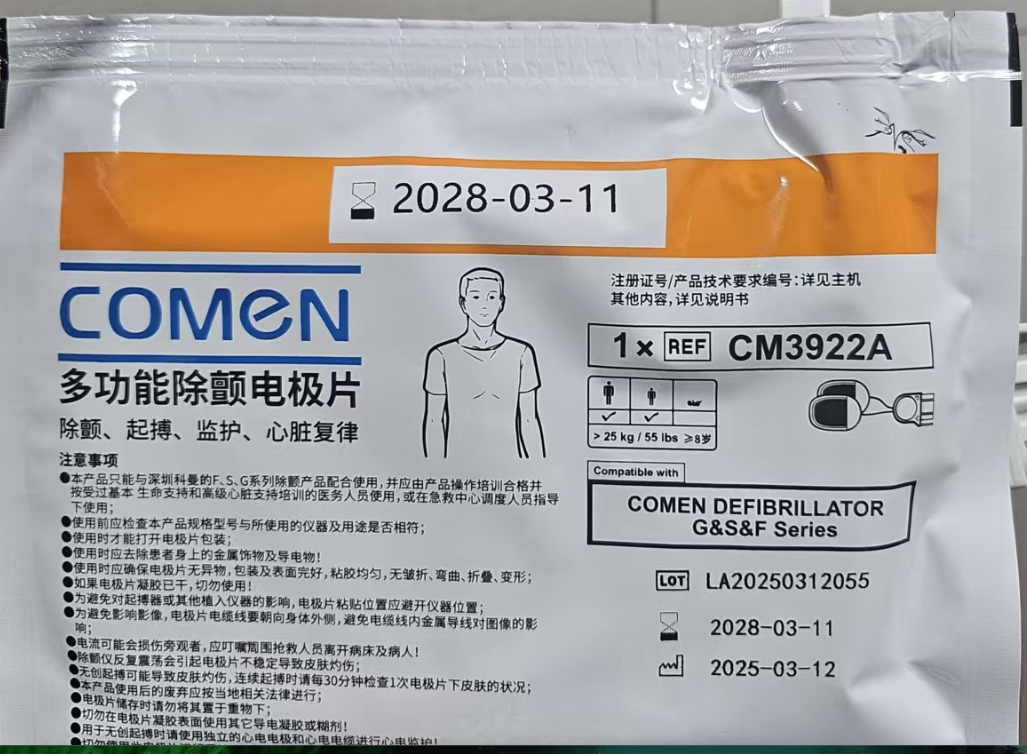 2028-03-11
COMEN
多功能除颤电极片
除颤、起搏、监护、心脏复律
注意事项
●本产品只能与深圳科曼的F、S、G系列除颤产品配合使用,并应由产品操作培训合格并
按受过基本 生命支持和高级心脏支持培训的医务人员使用,或在急救中心调度人员指导
下使用;
●使用前应检查本产品规格型号与所使用的仪器及用途是否相符;
●使用时才能打开电极片包装;
●使用时应去除患者身上的金属饰物及导电物!
●使用时应确保电极片无异物,包装及表面完好,粘胶均匀,无皱折、弯曲、折叠、变形;
●如果电极片凝胶已干,切勿使用!
●为避免对起搏器或其他植入仪器的影响,电极片粘贴位置应避开仪器位置;
●为避免影响影像,电极片电缆线要朝向身体外侧,避免电缆线内金属导线对图像的影
响;
●电流可能会损伤旁观者,应叮嘱周围抢救人员离开病床及病人!
●除颤仪反复震荡会引起电极片不稳定导致皮肤灼伤;
●无创起搏可能导致皮肤灼伤,连续起搏时请每30分钟检查1次电极片下皮肤的状况;
●本产品使用后的废弃应按当地相关法律进行;
●电极片储存时请勿将其置于重物下;
●切勿在电极片凝胶表面使用其它导电凝胶或糊剂!
●用于无创起搏时请使用独立的心电电极和心电电缆进行心电监护!
注册证号/产品技术要求编号:详见主机
其他内容,详见说明书
1× REF CM3922A
> 25 kg / 55 lbs ≥8岁
Compatible with
COMEN DEFIBRILLATOR
G&S&F Series
LOT LA20250312055
2028-03-11
2025-03-12